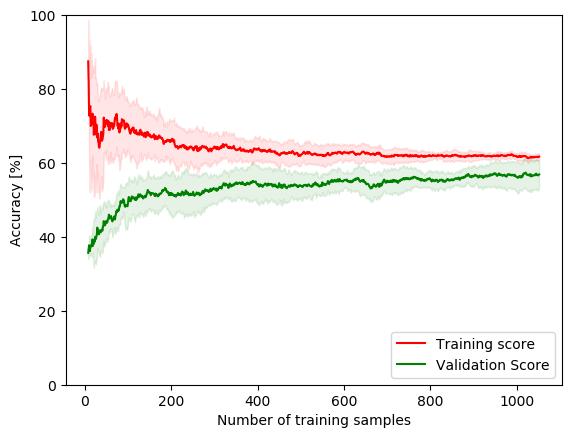 100
80
60
40
20
0
Accuracy [%]
0 200 400 600 800 1000
Number of training samples
Training score
Validation Score